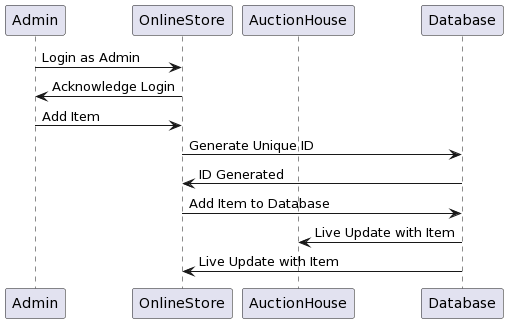 Admin OnlineStore AuctionHouse Database
Login as Admin
Acknowledge Login
Add Item
Generate Unique ID
ID Generated
Add Item to Database
Live Update with Item
Live Update with Item
Admin OnlineStore AuctionHouse Database